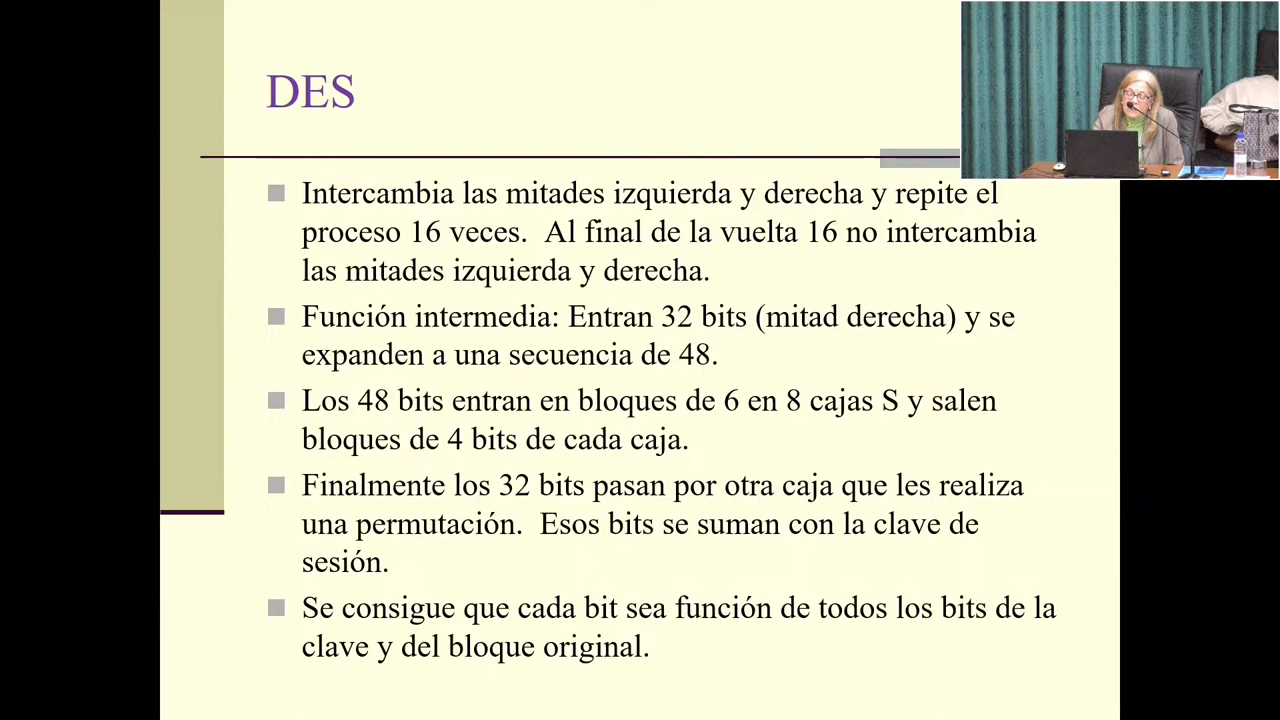 DES
Intercambia las mitades izquierda y derecha y repite el
proceso 16 veces.  Al final de la vuelta 16 no intercambia
las mitades izquierda y derecha.
Función intermedia: Entran 32 bits (mitad derecha) y se
expanden a una secuencia de 48.
Los 48 bits entran en bloques de 6 en 8 cajas S y salen
bloques de 4 bits de cada caja.
Finalmente los 32 bits pasan por otra caja que les realiza
una permutación.  Esos bits se suman con la clave de
sesión.
Se consigue que cada bit sea función de todos los bits de la
clave y del bloque original.